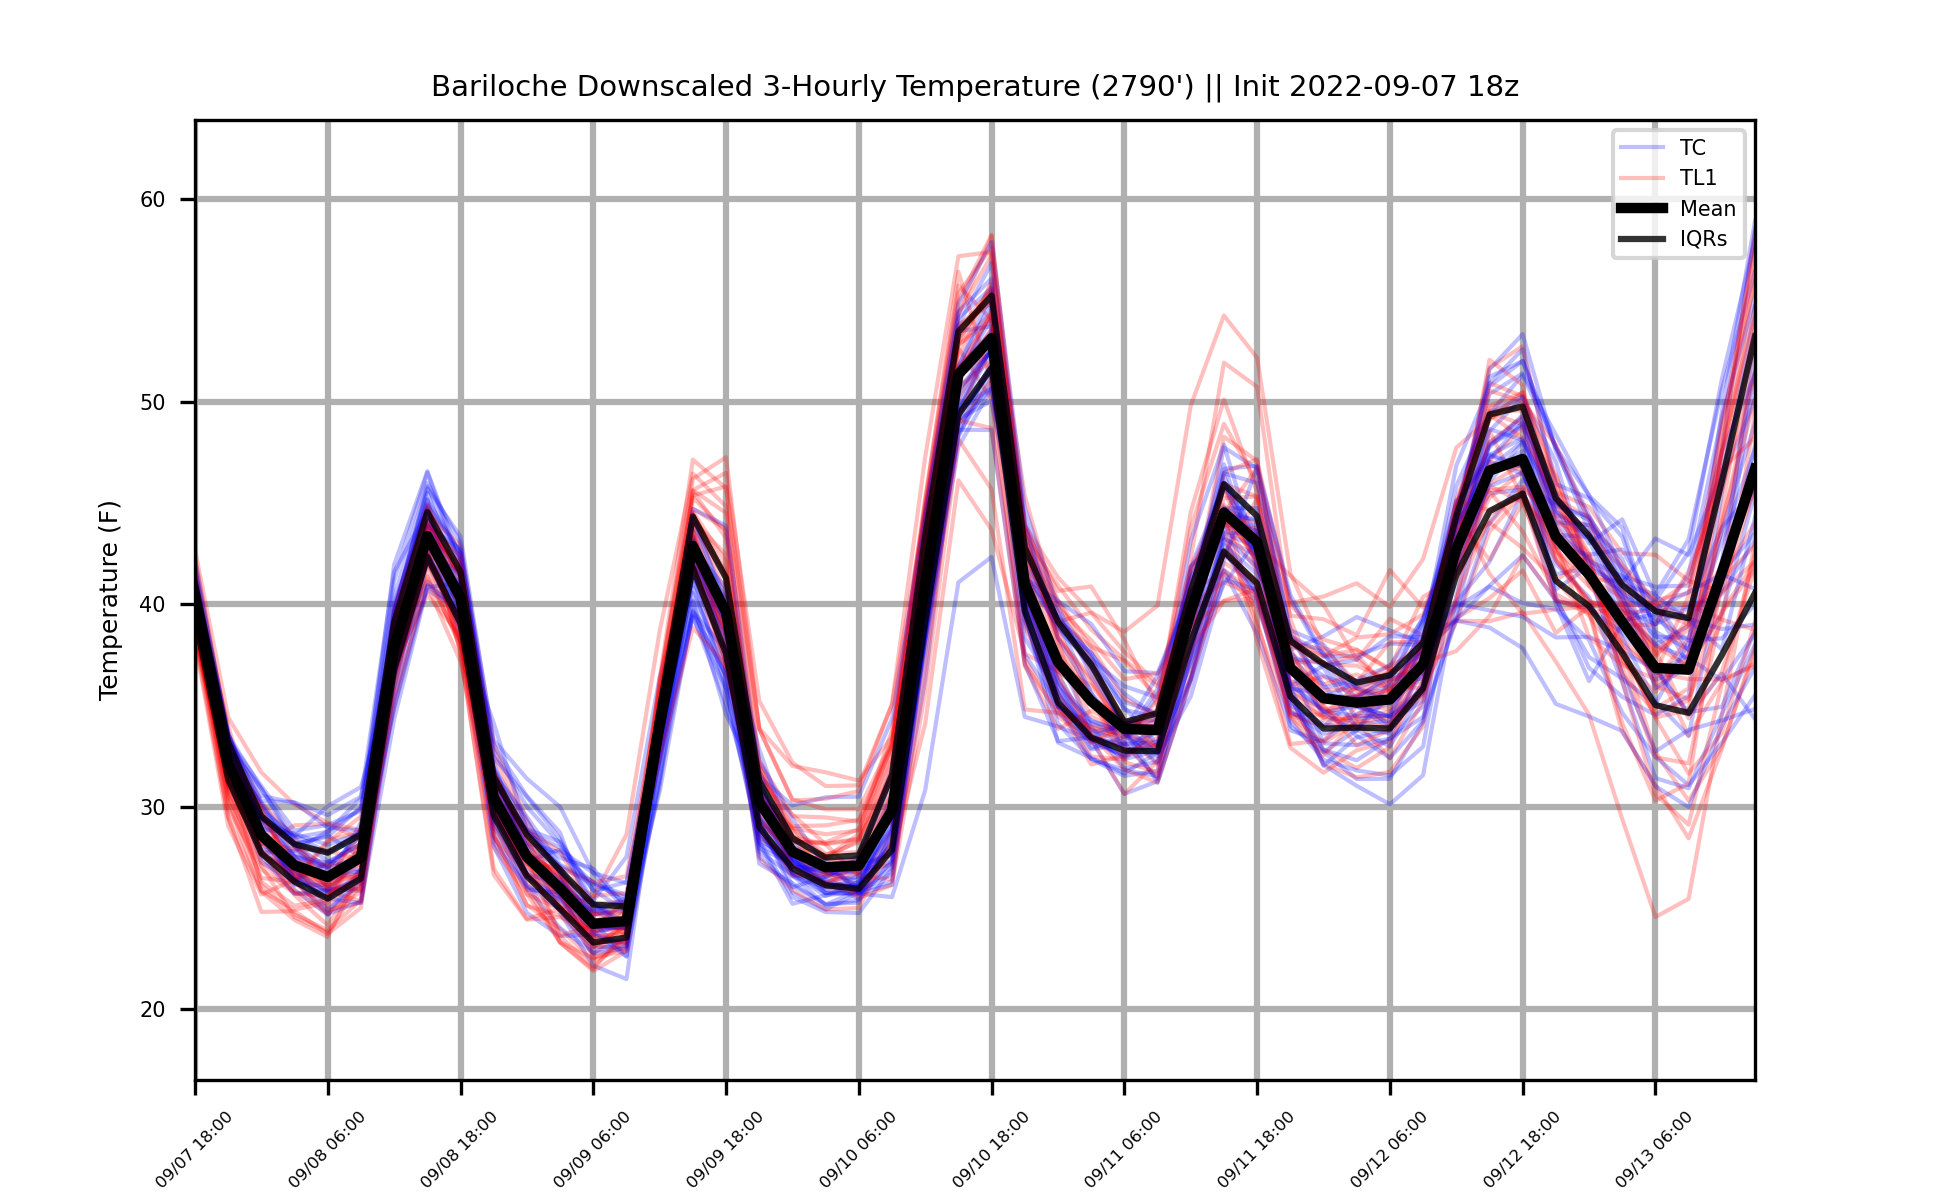 Bariloche Downscaled 3-Hourly Temperature (2790') || Init 2022-09-07 18z
TC
TL1
Mean
IQRs
Temperature (F)
60
50
40
30
20
09/07 18:00
09/08 06:00
09/08 18:00
09/09 06:00
09/09 18:00
09/10 06:00
09/10 18:00
09/11 06:00
09/11 18:00
09/12 06:00
09/12 18:00
09/13 06:00